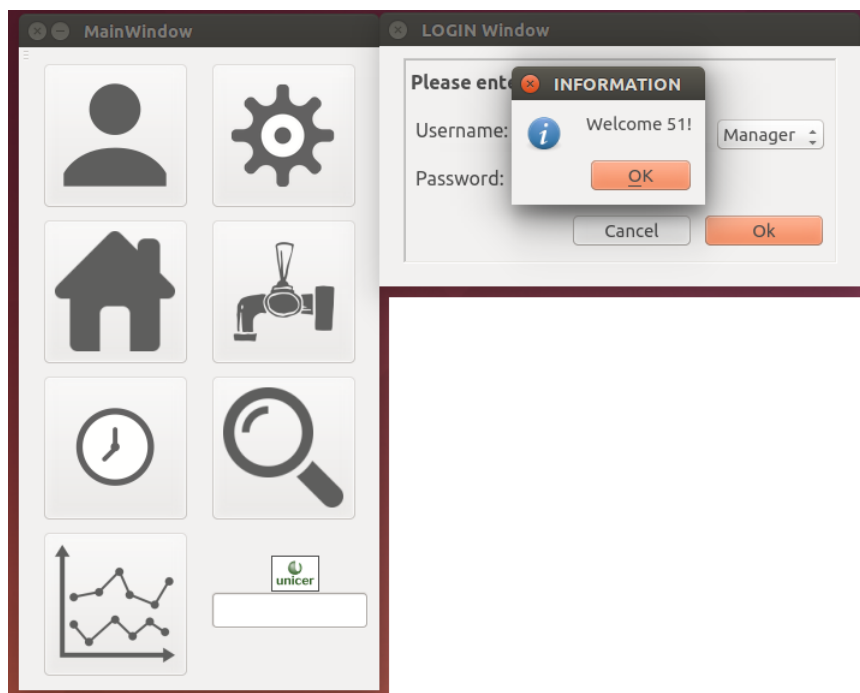 MainWindow
LOGIN Window
Please ente
INFORMATION
Welcome 51!
OK
Username:
Manager
Password:
Cancel
Ok
unicer